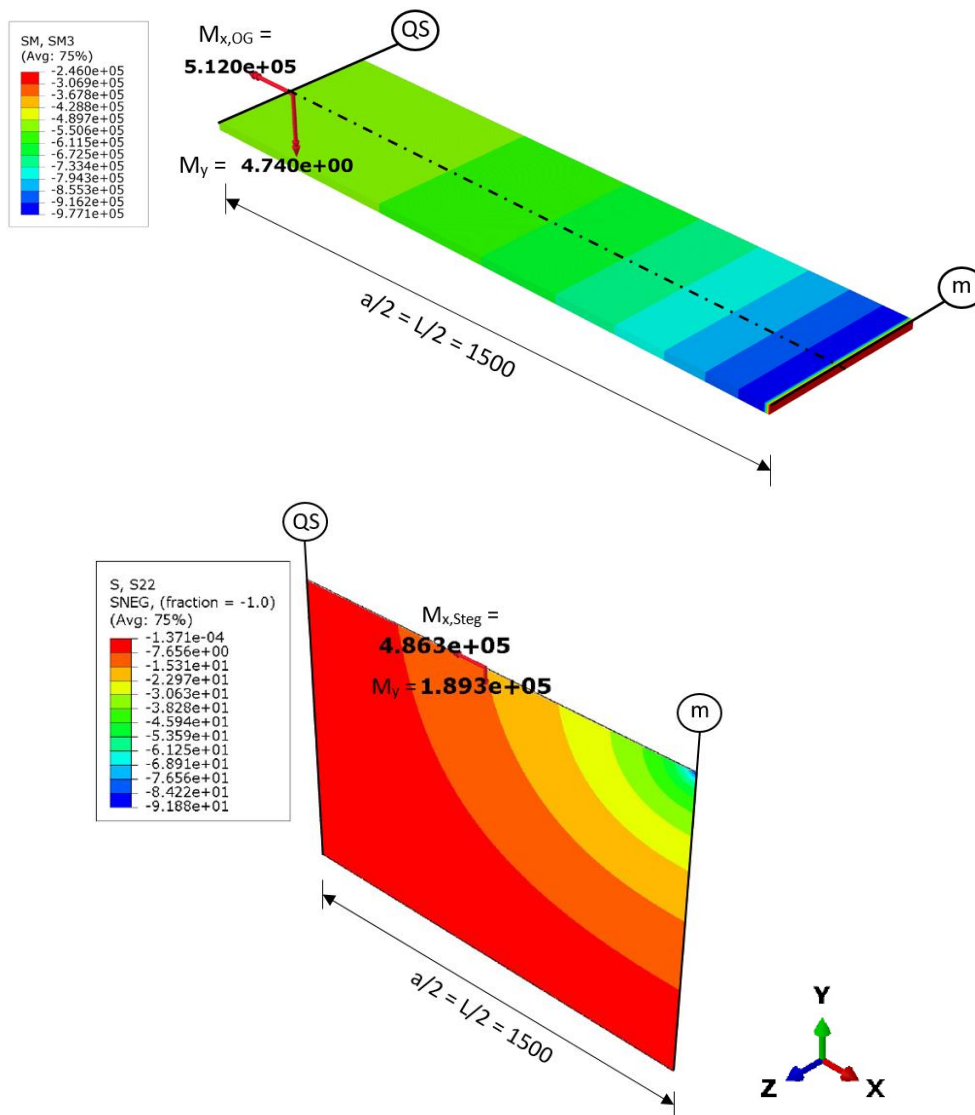 QS
SM, SM3
(Avg: 75%)
-2.460e+05
-3.069e+05
-3.678e+05
-4.288e+05
-4.897e+05
-5.506e+05
-6.115e+05
-6.725e+05
-7.334e+05
-7.943e+05
-8.553e+05
-9.162e+05
-9.771e+05
Mx,OG =
5.120e+05
My = 4.740e+00
a/2 = L/2 = 1500
m
QS
S, S22
SNEG, (fraction = -1.0)
(Avg: 75%)
-1.371e-04
-7.656e+00
-1.531e+01
-2.297e+01
-3.063e+01
-3.828e+01
-4.594e+01
-5.359e+01
-6.125e+01
-6.891e+01
-7.656e+01
-8.422e+01
-9.188e+01
Mx,Steg =
4.863e+05
My = 1.893e+05
m
a/2 = L/2 = 1500
Y
Z
X